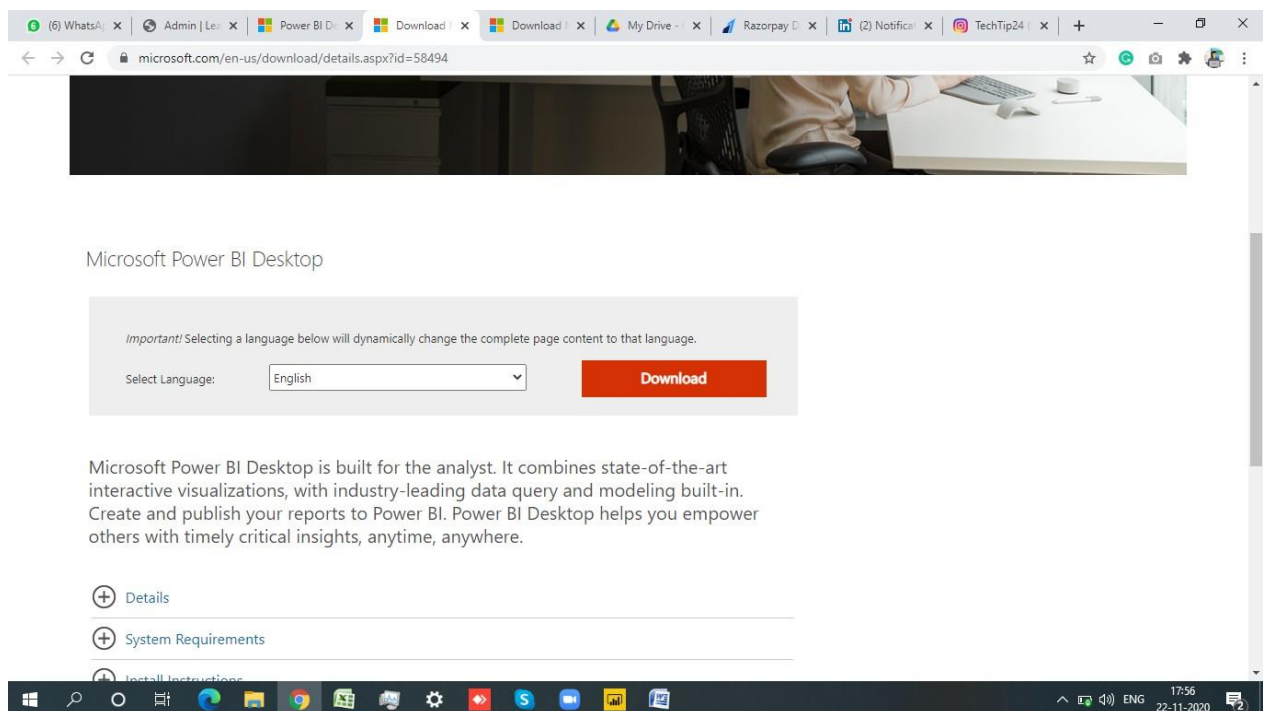 (6) WhatsA
Admin | Lea
Power BI De
Download
Download
My Drive -
Razorpay D
(2) Notificat
TechTip24 (
microsoft.com/en-us/download/details.aspx?id=58494
Microsoft Power BI Desktop
Important! Selecting a language below will dynamically change the complete page content to that language.
Select Language:
English
Download
Microsoft Power BI Desktop is built for the analyst. It combines state-of-the-art
interactive visualizations, with industry-leading data query and modeling built-in.
Create and publish your reports to Power BI. Power BI Desktop helps you empower
others with timely critical insights, anytime, anywhere.
Details
System Requirements
Install Instructions
ENG
17:56
22-11-2020